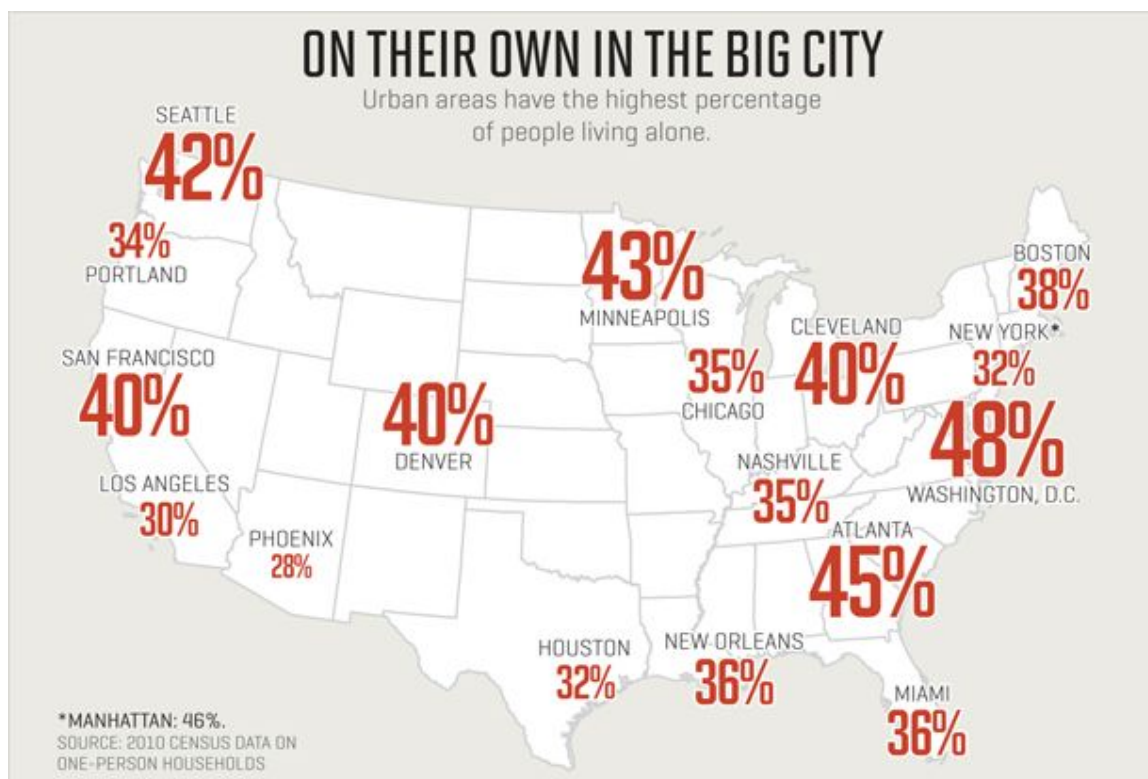 ON THEIR OWN IN THE BIG CITY
Urban areas have the highest percentage
of people living alone.
SEATTLE
42%
34%
PORTLAND
SAN FRANCISCO
40%
LOS ANGELES
30%
PHOENIX
28%
40%
DENVER
43%
MINNEAPOLIS
35%
CHICAGO
CLEVELAND
40%
BOSTON
38%
NEW YORK*
32%
48%
WASHINGTON, D.C.
NASHVILLE
35%
ATLANTA
45%
HOUSTON
32%
NEW ORLEANS
36%
MIAMI
36%
*MANHATTAN: 46%.
SOURCE: 2010 CENSUS DATA ON
ONE-PERSON HOUSEHOLDS